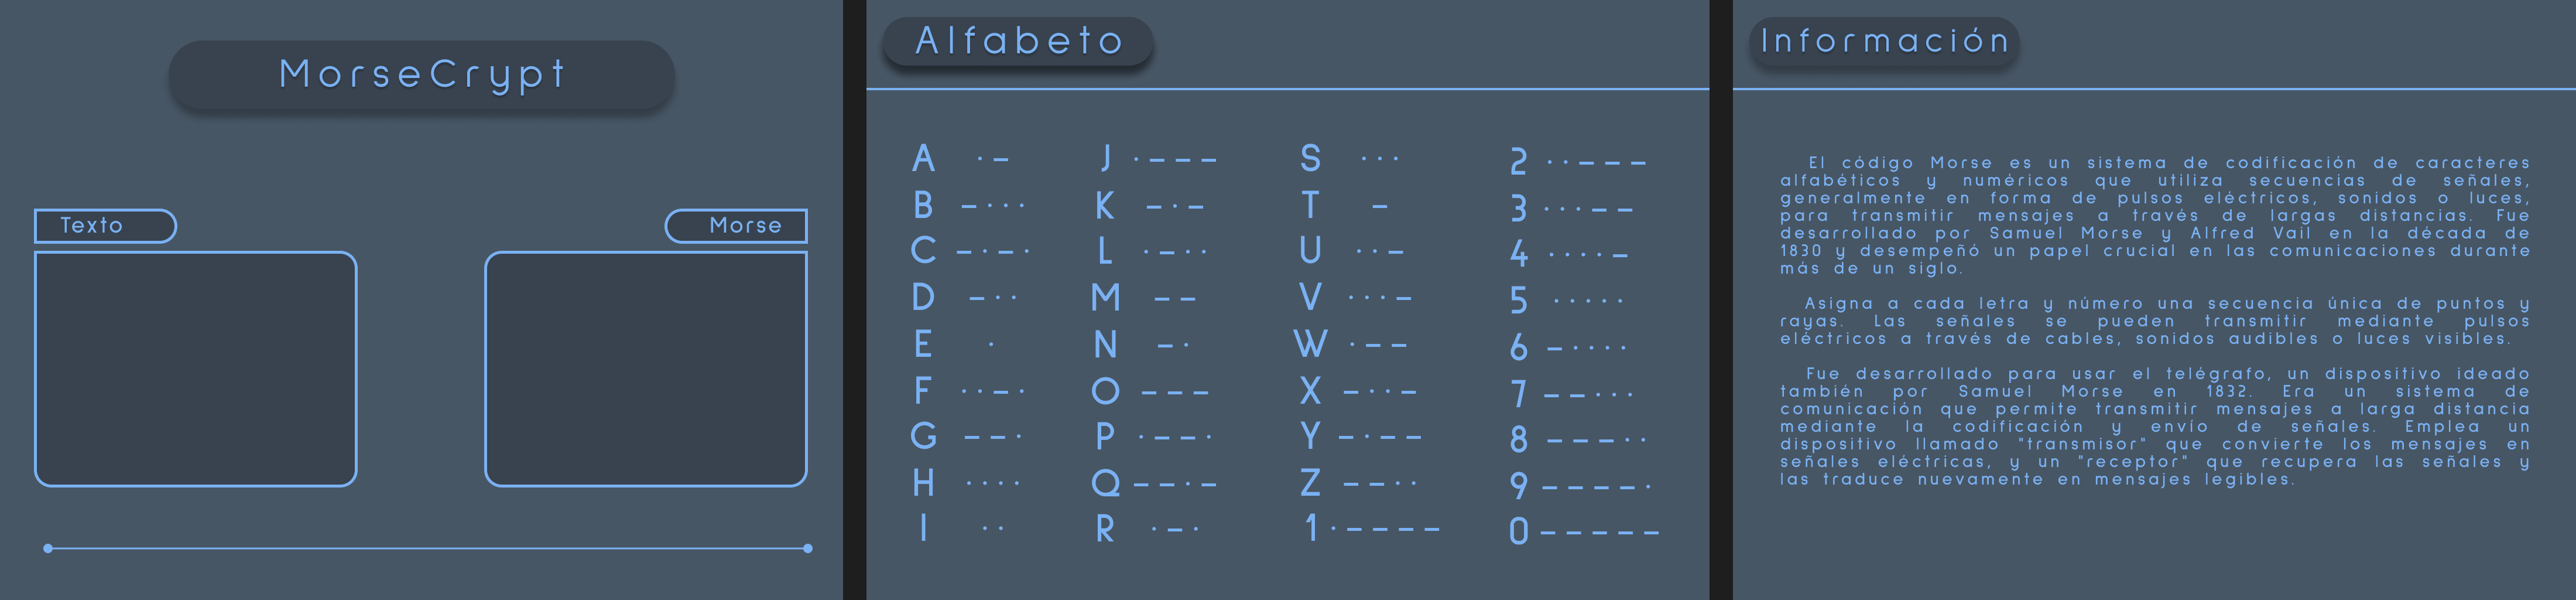 MorseCrypt
Texto
Morse
Alfabeto
A · –
B – · · ·
C – · – ·
D – · ·
E ·
F · · – ·
G – – ·
H · · · ·
I · ·
J · – – –
K – · –
L · – · ·
M – –
N – ·
O – – –
P · – – ·
Q – – · –
R · – ·
S · · ·
T –
U · · –
V · · · –
W · – –
X – · · –
Y – · – –
Z – – · ·
1 · – – – –
2 · · – – –
3 · · · – –
4 · · · · –
5 · · · · ·
6 – · · · ·
7 – – · · ·
8 – – – · ·
9 – – – – ·
0 – – – – –
Información
El código Morse es un sistema de codificación de caracteres
alfabéticos y numéricos que utiliza secuencias de señales,
generalmente en forma de pulsos eléctricos, sonidos o luces,
para transmitir mensajes a través de largas distancias. Fue
desarrollado por Samuel Morse y Alfred Vail en la década de
1830 y desempeñó un papel crucial en las comunicaciones durante
más de un siglo.
Asigna a cada letra y número una secuencia única de puntos y
rayas. Las señales se pueden transmitir mediante pulsos
eléctricos a través de cables, sonidos audibles o luces visibles.
Fue desarrollado para usar el telégrafo, un dispositivo ideado
también por Samuel Morse en 1832. Era un sistema de
comunicación que permite transmitir mensajes a larga distancia
mediante la codificación y envío de señales. Emplea un
dispositivo llamado "transmisor" que convierte los mensajes en
señales eléctricas, y un "receptor" que recupera las señales y
las traduce nuevamente en mensajes legibles.